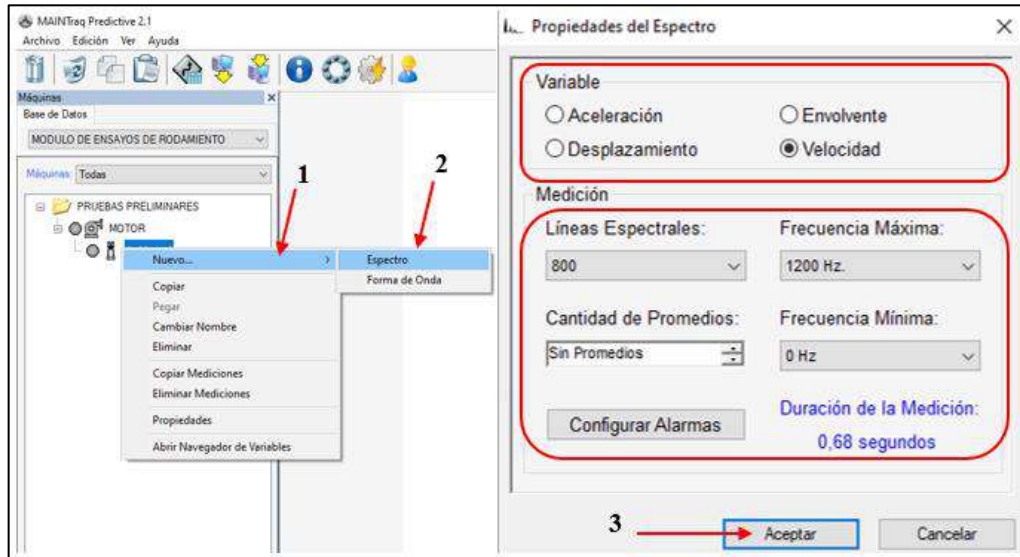 MAINTraq Predictive 2.1
Archivo Edición Ver Ayuda
Máquinas
Base de Datos
MODULO DE ENSAYOS DE RODAMIENTO
Máquinas: Todas
1
2
PRUEBAS PRELIMINARES
MOTOR
Nuevo...
Copiar
Pegar
Cambiar Nombre
Eliminar
Copiar Mediciones
Eliminar Mediciones
Propiedades
Abrir Navegador de Variables
Espectro
Forma de Onda
Propiedades del Espectro
Variable
Aceleración Envolvente
Desplazamiento Velocidad
Medición
Líneas Espectrales: Frecuencia Máxima:
800 1200 Hz.
Cantidad de Promedios: Frecuencia Mínima:
Sin Promedios 0 Hz
Configurar Alarmas
Duración de la Medición:
0,68 segundos
3
Aceptar Cancelar